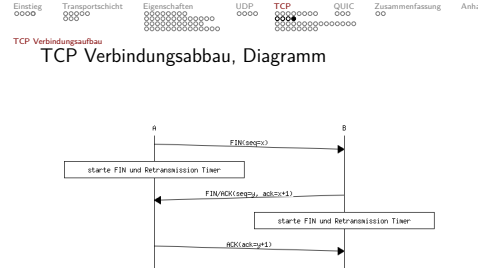 Einstieg Transportschicht Eigenschaften UDP TCP QUIC Zusammenfassung Anha
TCP Verbindungsaufbau
TCP Verbindungsabbau, Diagramm
A B
FIN(seq=x)
starte FIN und Retransmission Timer
FIN/ACK(seq=y, ack=x+1)
starte FIN und Retransmission Timer
ACK(ack=y+1)